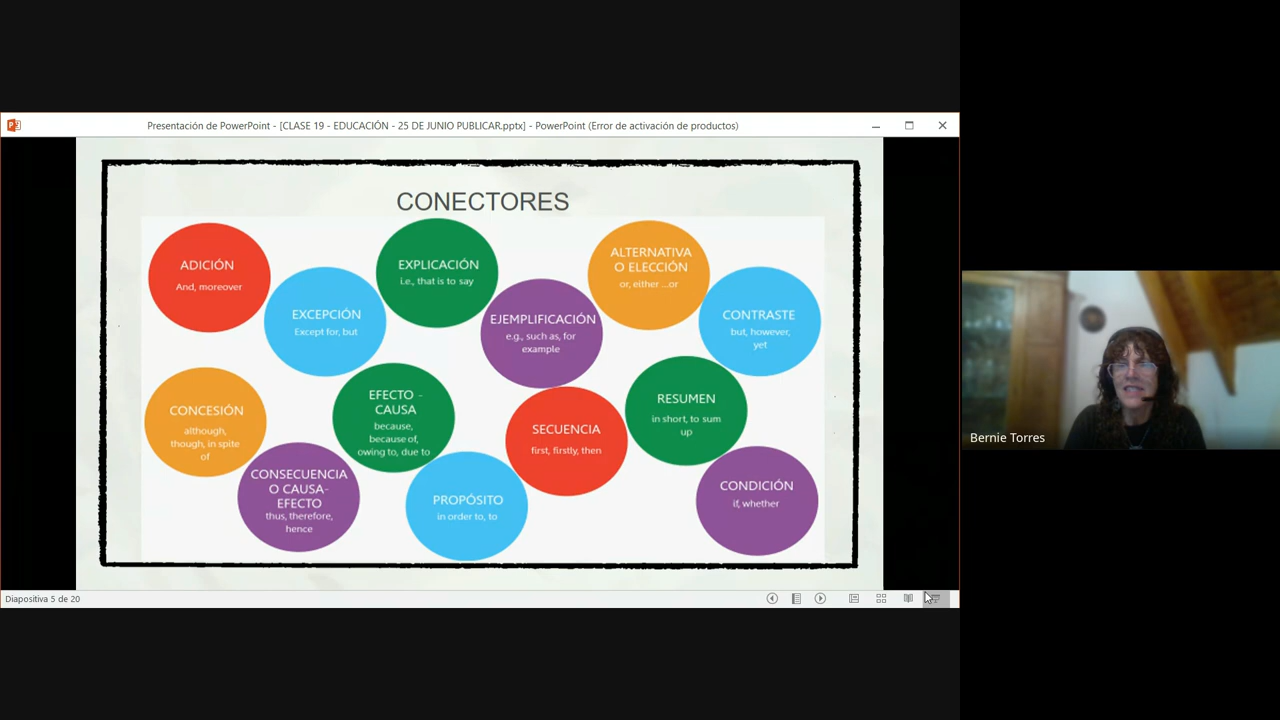 Presentación de PowerPoint - [CLASE 19 - EDUCACIÓN - 25 DE JUNIO PUBLICAR.pptx] - PowerPoint (Error de activación de productos)
CONECTORES
ADICIÓN
And, moreover
EXCEPCIÓN
Except for, but
EXPLICACIÓN
i.e., that is to say
EJEMPLIFICACIÓN
e.g., such as, for
example
ALTERNATIVA
O ELECCIÓN
or, either ...or
CONTRASTE
but, however,
yet
CONCESIÓN
although,
though, in spite
of
CONSECUENCIA
O CAUSA-
EFECTO
thus, therefore,
hence
EFECTO -
CAUSA
because,
because of,
owing to, due to
PROPÓSITO
in order to, to
SECUENCIA
first, firstly, then
RESUMEN
in short, to sum
up
CONDICIÓN
if, whether
Diapositiva 5 de 20
Bernie Torres